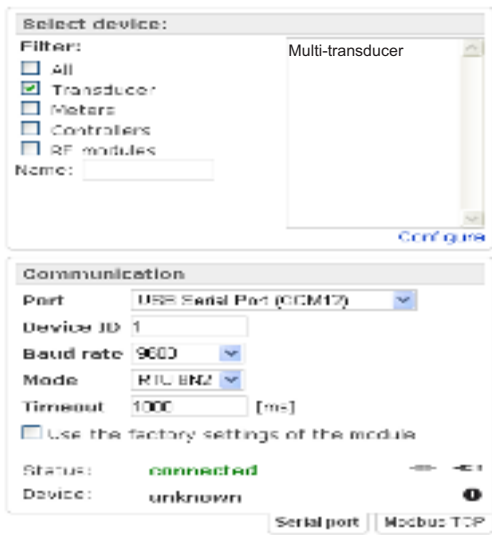 Select device:
Filter:
All
Transducer
Meters
Controllers
RF modules
Name:
Multi-transducer
Configure
Communication
Port USB Serial Port (COM12)
Device ID 1
Baud rate 9600
Mode RTU 8N2
Timeout 1000 [ms]
Use the factory settings of the module
Status: connected
Device: unknown
Serial port Modbus TCP